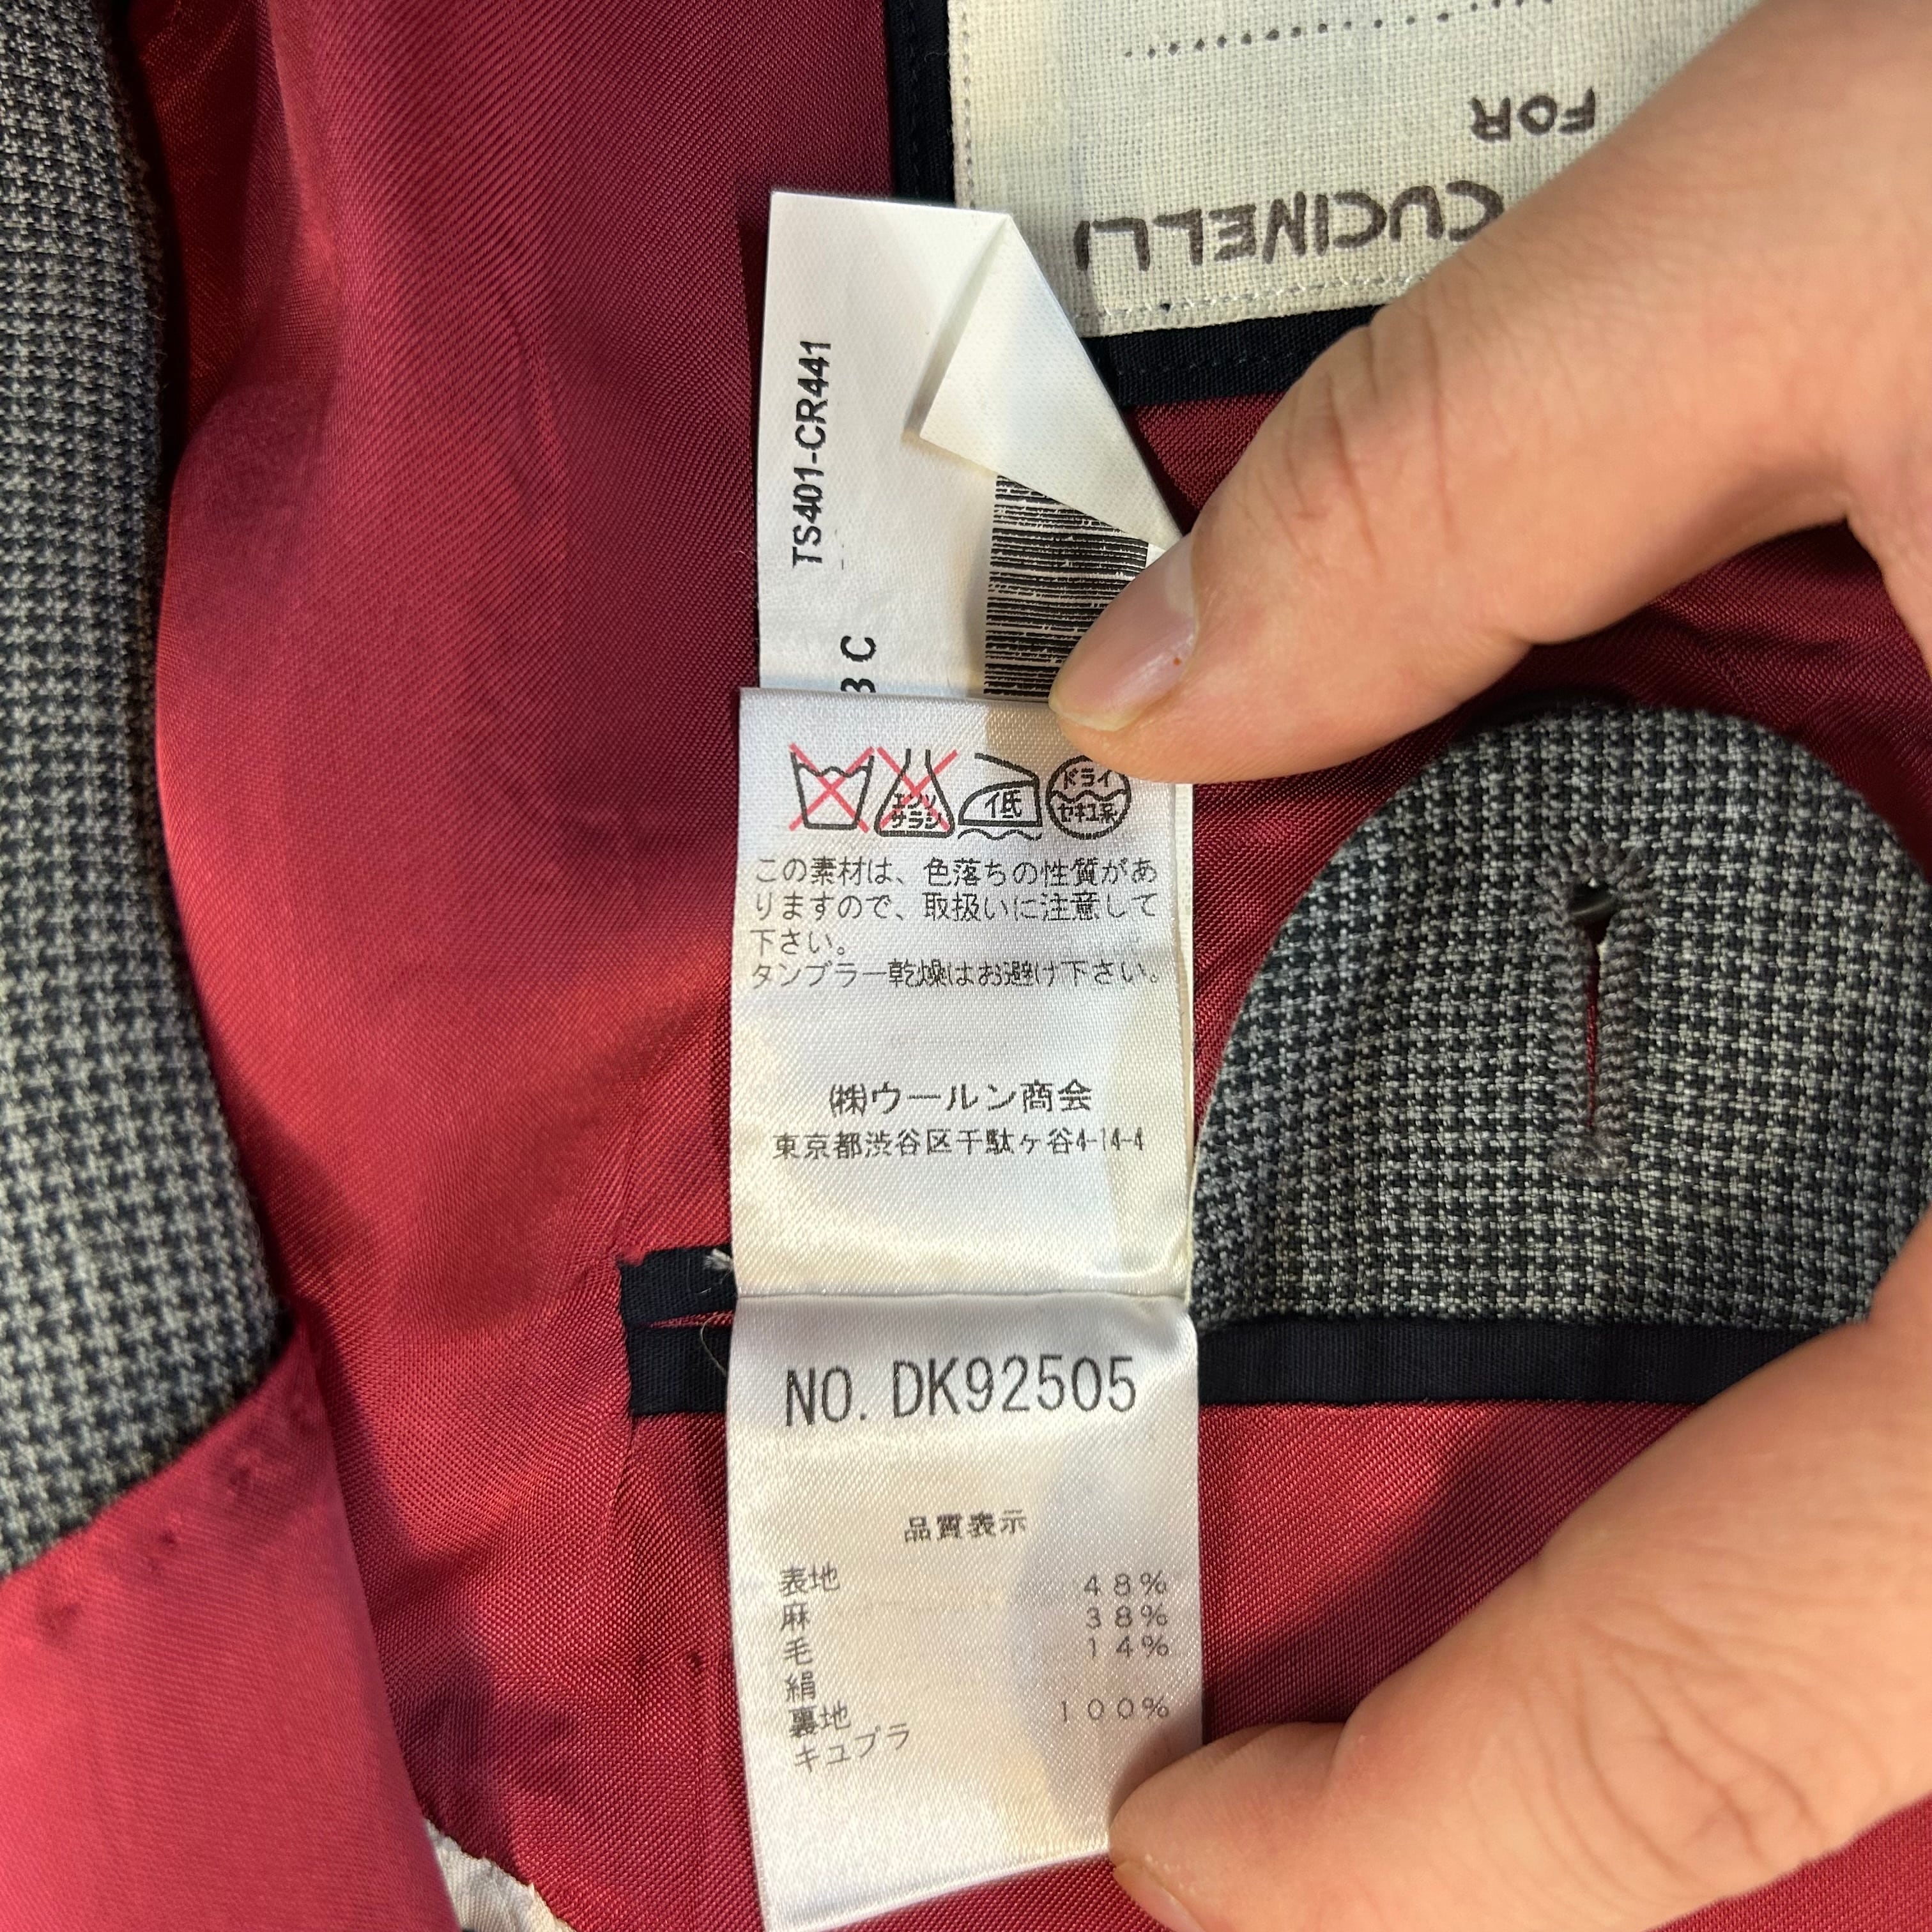 FOR
CUCINELLI
TS401-CR441
C
エンソ
サラシ
低
ドライ
セキユ系
この素材は、色落ちの性質があ
りますので、取扱いに注意して
下さい。
タンブラー乾燥はお避け下さい。
(株)ウールン商会
東京都渋谷区千駄ヶ谷4-14-4
NO. DK92505
品質表示
表地 48%
麻 38%
毛 14%
絹
裏地 100%
キュプラ